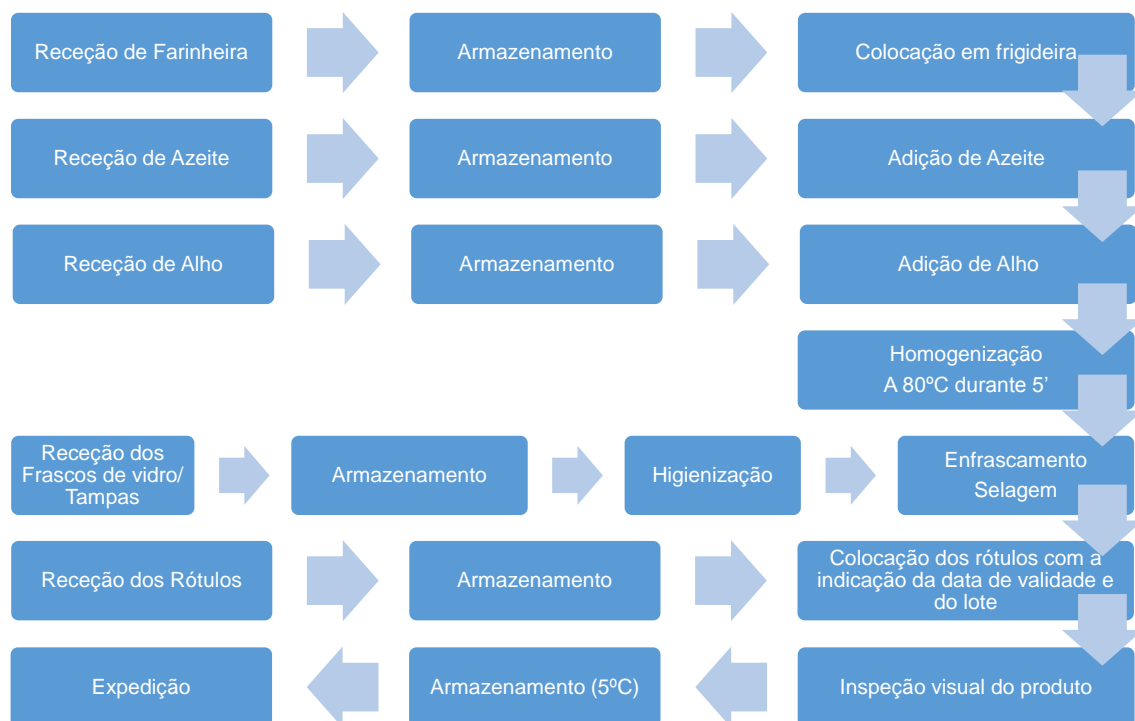 Receção de Farinheira
Armazenamento
Colocação em frigideira
Receção de Azeite
Armazenamento
Adição de Azeite
Receção de Alho
Armazenamento
Adição de Alho
Homogenização
A 80ºC durante 5’
Receção dos
Frascos de vidro/
Tampas
Armazenamento
Higienização
Enfrascamento
Selagem
Receção dos Rótulos
Armazenamento
Colocação dos rótulos com a
indicação da data de validade e
do lote
Expedição
Armazenamento (5ºC)
Inspeção visual do produto